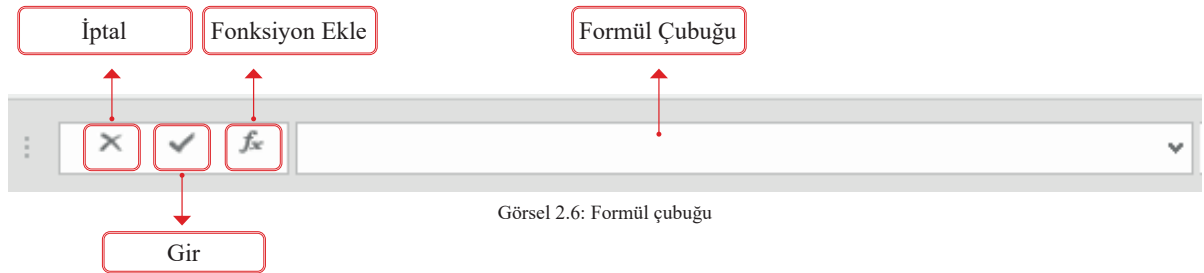 İptal
Fonksiyon Ekle
Formül Çubuğu
fx
Görsel 2.6: Formül çubuğu
Gir